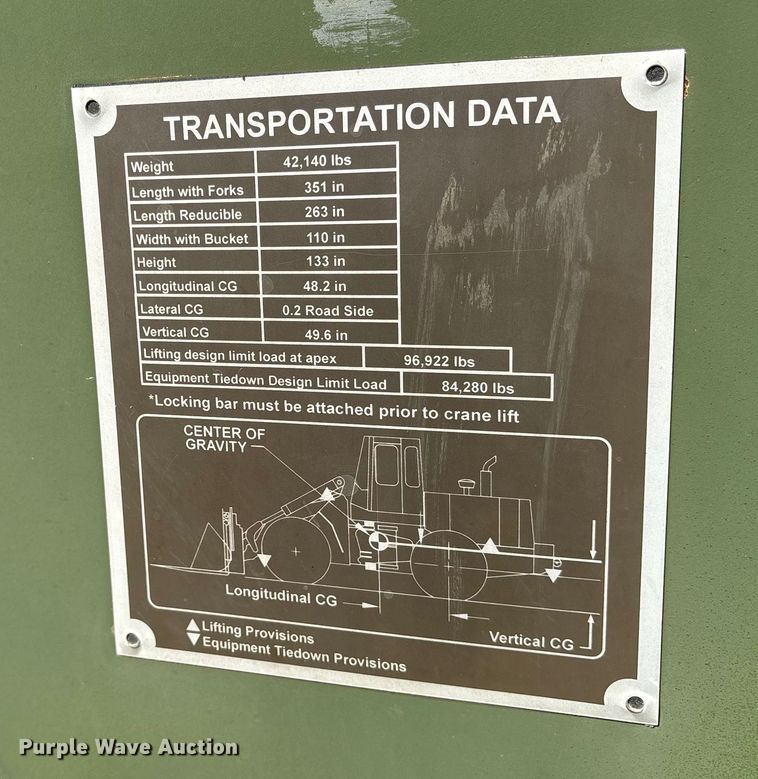 TRANSPORTATION DATA
Weight 42,140 lbs
Length with Forks 351 in
Length Reducible 263 in
Width with Bucket 110 in
Height 133 in
Longitudinal CG 48.2 in
Lateral CG 0.2 Road Side
Vertical CG 49.6 in
Lifting design limit load at apex 96,922 lbs
Equipment Tiedown Design Limit Load 84,280 lbs
*Locking bar must be attached prior to crane lift
CENTER OF
GRAVITY
Longitudinal CG
Vertical CG
Lifting Provisions
Equipment Tiedown Provisions
Purple Wave Auction